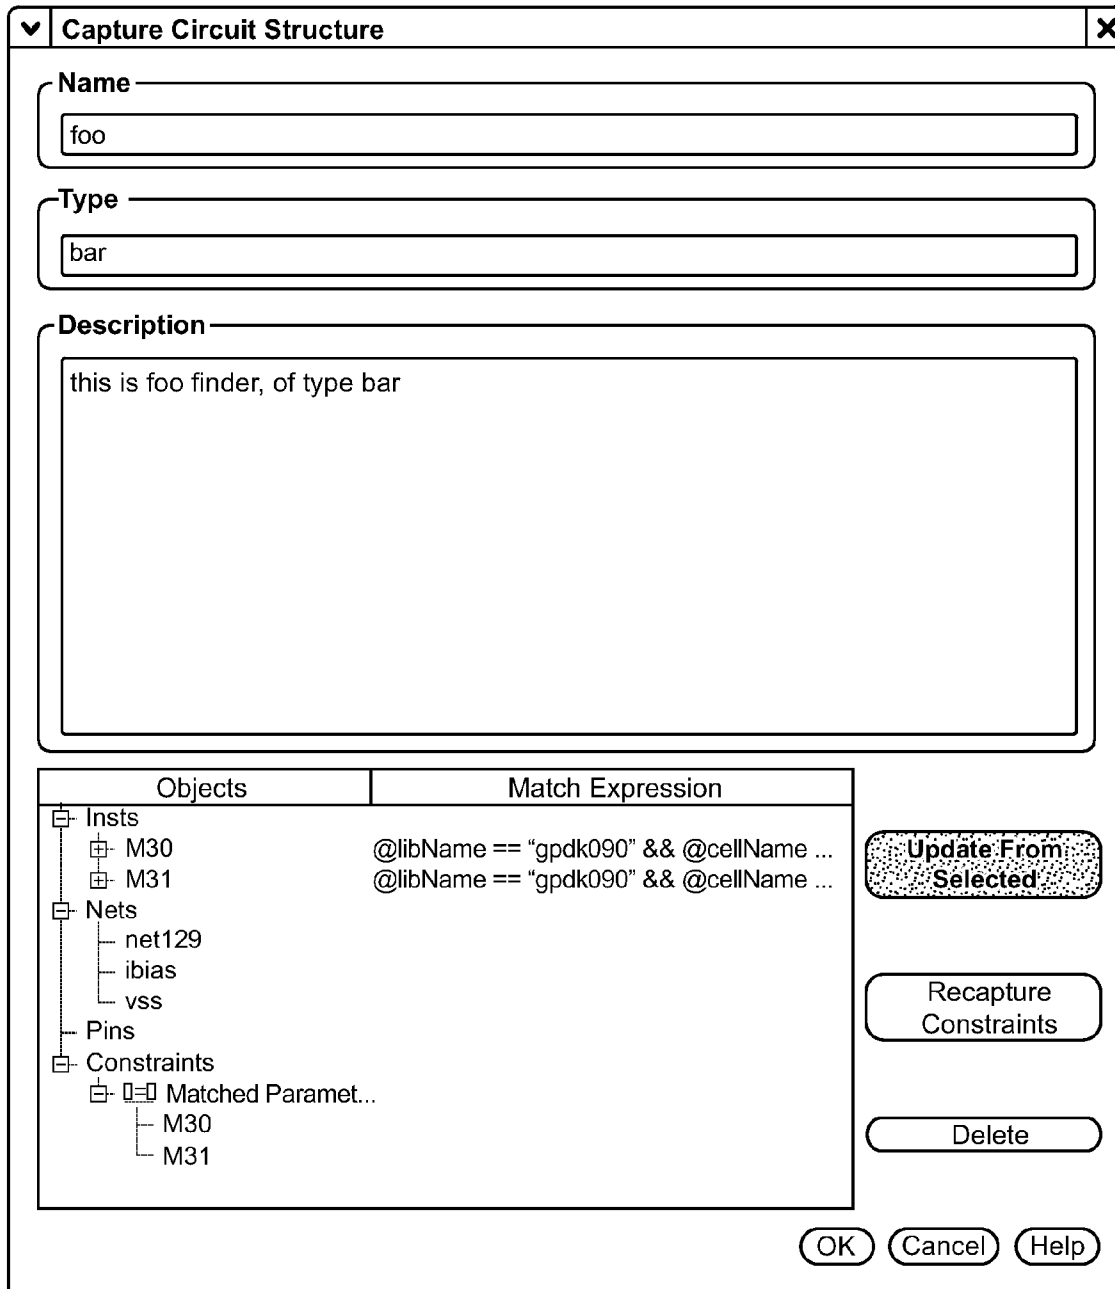 Capture Circuit Structure
Name
foo
Type
bar
Description
this is foo finder, of type bar
Objects Match Expression
Insts
M30 @libName == “gpdk090” && @cellName ...
M31 @libName == “gpdk090” && @cellName ...
Nets
net129
ibias
vss
Pins
Constraints
Matched Paramet...
M30
M31
Update From
Selected
Recapture
Constraints
Delete
OK Cancel Help